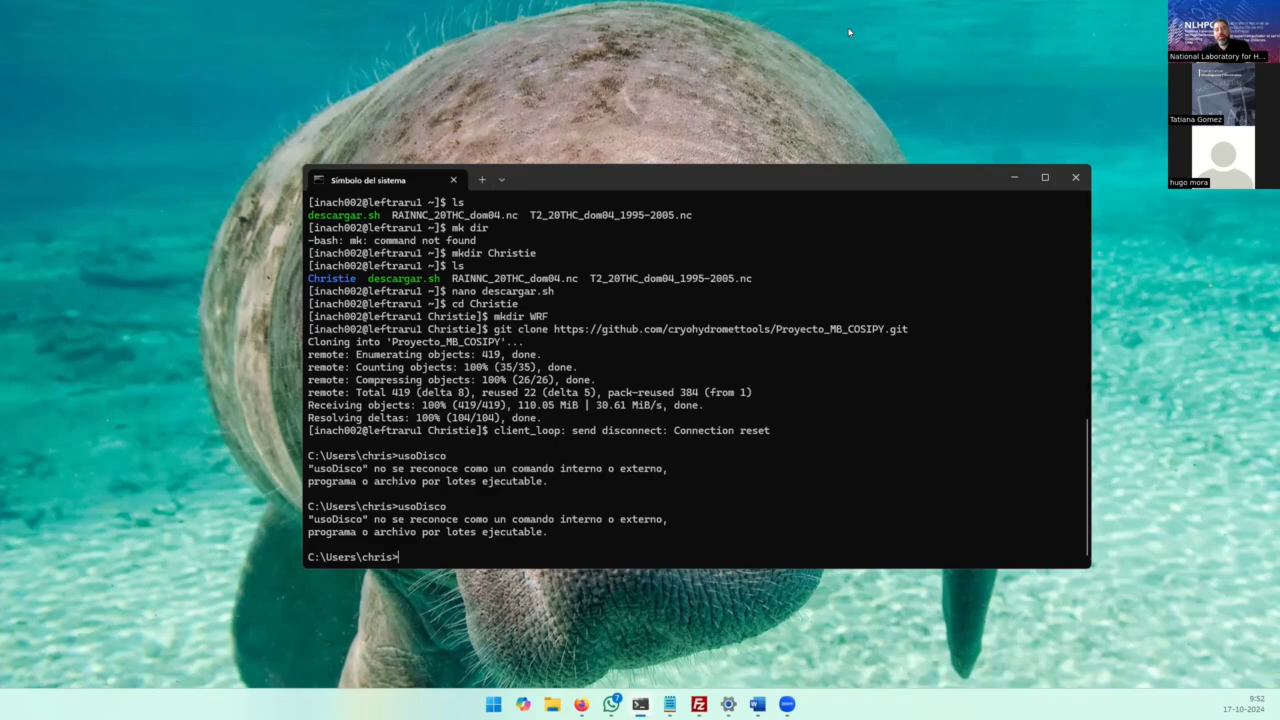 NLHPC
National Laboratory for H...
Tatiana Gomez
hugo mora
Símbolo del sistema
[inach002@leftraru1 ~]$ ls
descargar.sh  RAINNC_20THC_dom04.nc  T2_20THC_dom04_1995-2005.nc
[inach002@leftraru1 ~]$ mk dir
-bash: mk: command not found
[inach002@leftraru1 ~]$ mkdir Christie
[inach002@leftraru1 ~]$ ls
Christie  descargar.sh  RAINNC_20THC_dom04.nc  T2_20THC_dom04_1995-2005.nc
[inach002@leftraru1 ~]$ nano descargar.sh
[inach002@leftraru1 ~]$ cd Christie
[inach002@leftraru1 Christie]$ mkdir WRF
[inach002@leftraru1 Christie]$ git clone https://github.com/cryohydromettools/Proyecto_MB_COSIPY.git
Cloning into 'Proyecto_MB_COSIPY'...
remote: Enumerating objects: 419, done.
remote: Counting objects: 100% (35/35), done.
remote: Compressing objects: 100% (26/26), done.
remote: Total 419 (delta 8), reused 22 (delta 5), pack-reused 384 (from 1)
Receiving objects: 100% (419/419), 110.05 MiB | 30.61 MiB/s, done.
Resolving deltas: 100% (104/104), done.
[inach002@leftraru1 Christie]$ client_loop: send disconnect: Connection reset
C:\Users\chris>usoDisco
"usoDisco" no se reconoce como un comando interno o externo,
programa o archivo por lotes ejecutable.
C:\Users\chris>usoDisco
"usoDisco" no se reconoce como un comando interno o externo,
programa o archivo por lotes ejecutable.
C:\Users\chris>
7
zoom
9:52
17-10-2024